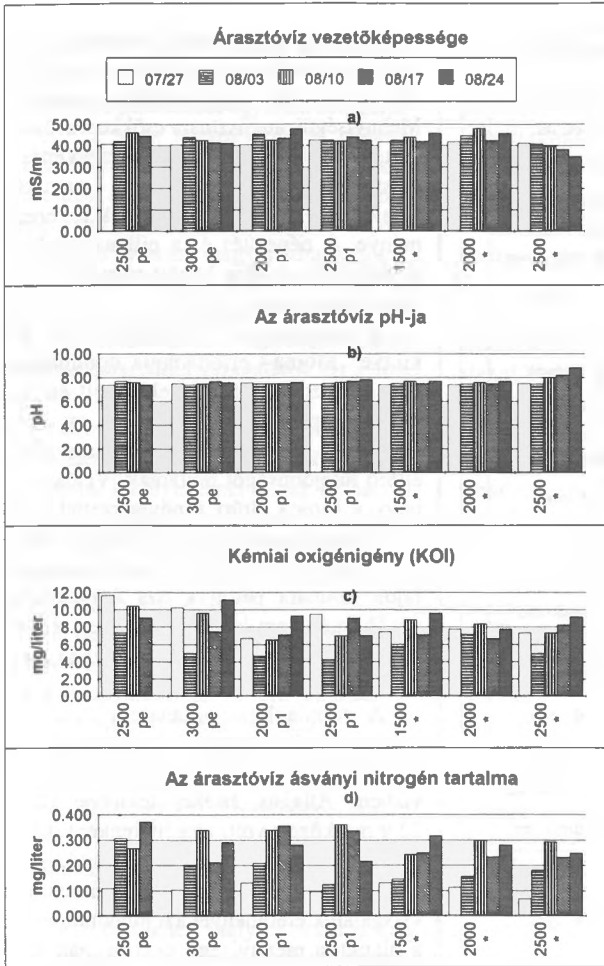 Árasztóvíz vezetõképessége
07/27 08/03 08/10 08/17 08/24
a)
50.00
40.00
30.00
20.00
10.00
0.00
mS/m
2500 pe 3000 pe 2000 p1 2500 p1 1500 * 2000 * 2500 *
Az árasztóvíz pH-ja
b)
10.00
8.00
6.00
4.00
2.00
0.00
pH
2500 pe 3000 pe 2000 p1 2500 p1 1500 * 2000 * 2500 *
Kémiai oxigénigény (KOI)
c)
12.00
10.00
8.00
6.00
4.00
2.00
0.00
mg/liter
2500 pe 3000 pe 2000 p1 2500 p1 1500 * 2000 * 2500 *
Az árasztóvíz ásványi nitrogén tartalma
d)
0.400
0.300
0.200
0.100
0.000
mg/liter
2500 pe 3000 pe 2000 p1 2500 p1 1500 * 2000 * 2500 *